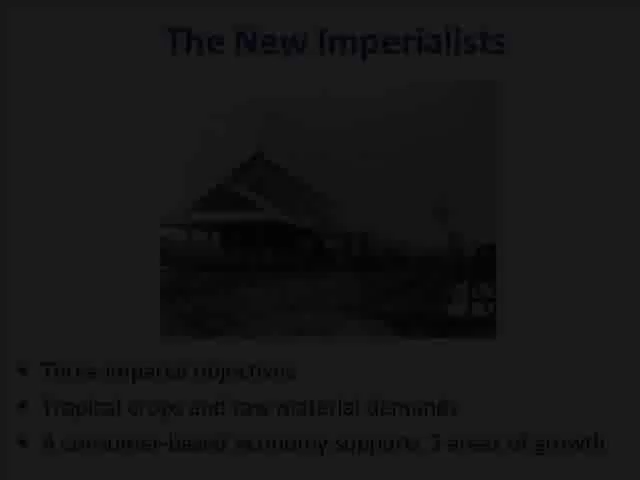 The New Imperialists
Three imperial objectives
Tropical crops and raw material demands
A consumer-based economy supports 3 areas of growth